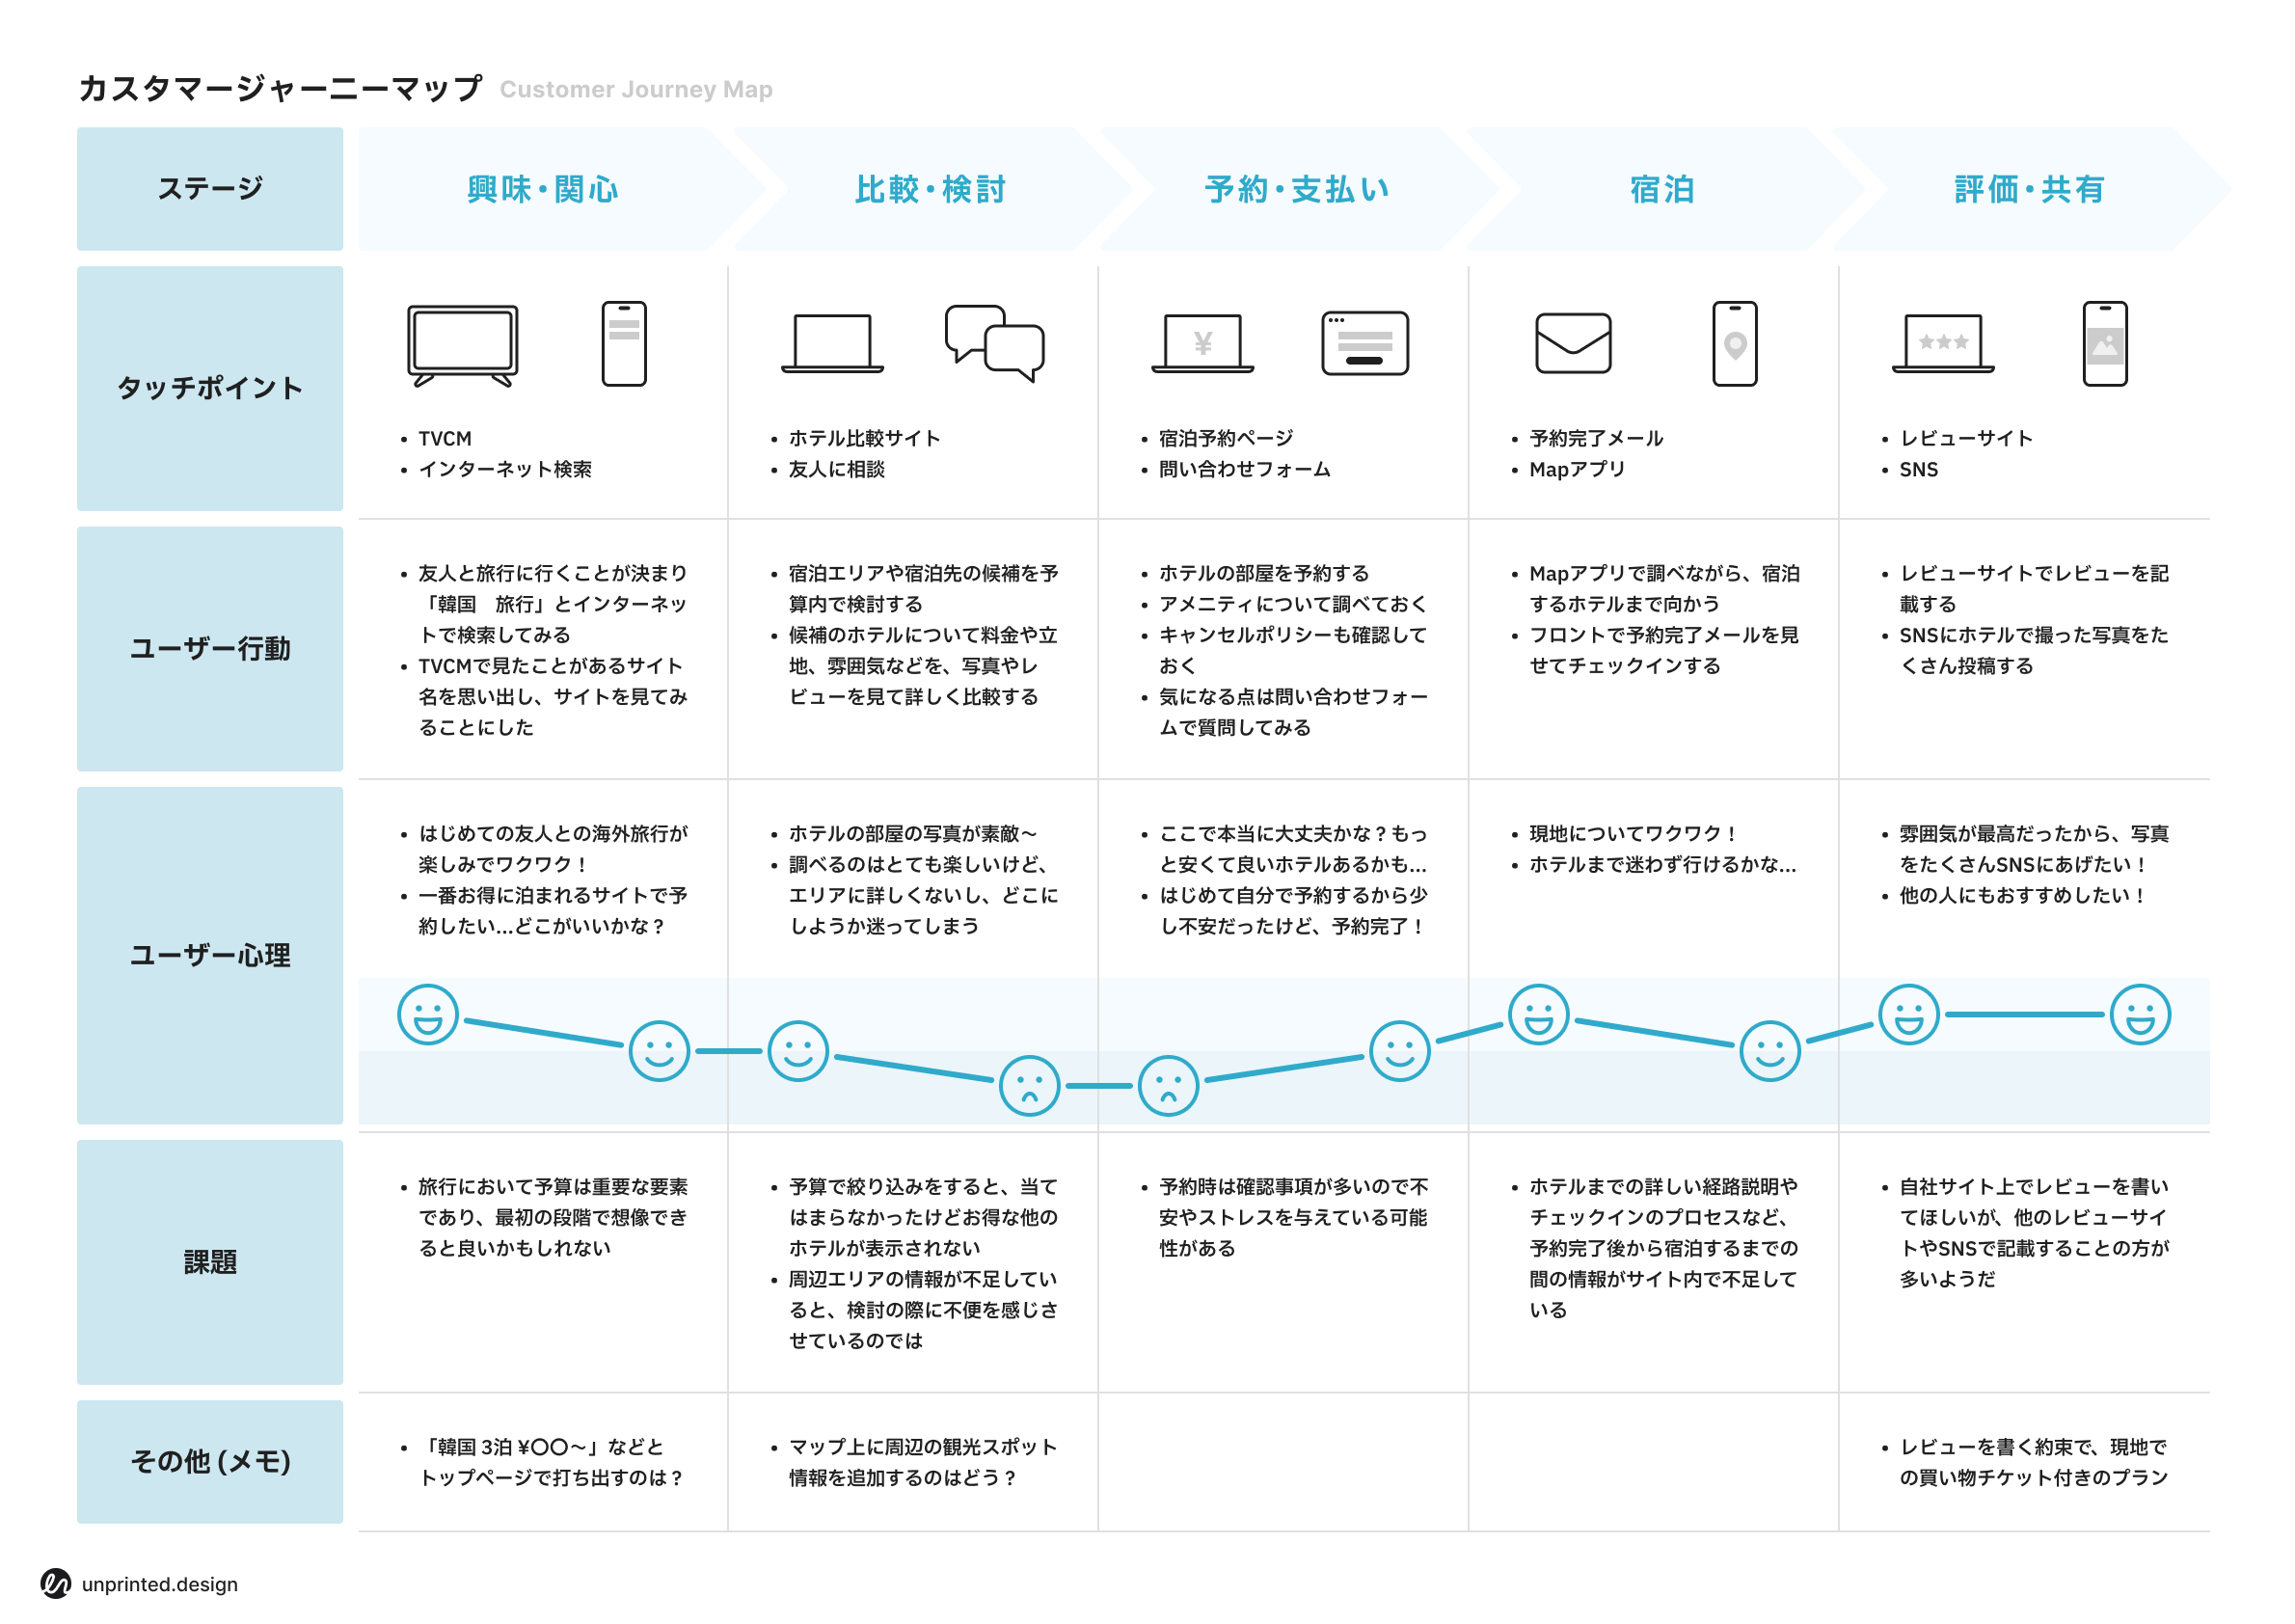 カスタマージャーニーマップ Customer Journey Map
ステージ
興味・関心
比較・検討
予約・支払い
宿泊
評価・共有
タッチポイント
¥
• TVCM
• インターネット検索
• ホテル比較サイト
• 友人に相談
• 宿泊予約ページ
• 問い合わせフォーム
• 予約完了メール
• Mapアプリ
• レビューサイト
• SNS
ユーザー行動
• 友人と旅行に行くことが決まり
「韓国　旅行」とインターネッ
トで検索してみる
• TVCMで見たことがあるサイト
名を思い出し、サイトを見てみ
ることにした
• 宿泊エリアや宿泊先の候補を予
算内で検討する
• 候補のホテルについて料金や立
地、雰囲気などを、写真やレ
ビューを見て詳しく比較する
• ホテルの部屋を予約する
• アメニティについて調べておく
• キャンセルポリシーも確認して
おく
• 気になる点は問い合わせフォー
ムで質問してみる
• Mapアプリで調べながら、宿泊
するホテルまで向かう
• フロントで予約完了メールを見
せてチェックインする
• レビューサイトでレビューを記
載する
• SNSにホテルで撮った写真をた
くさん投稿する
ユーザー心理
• はじめての友人との海外旅行が
楽しみでワクワク！
• 一番お得に泊まれるサイトで予
約したい...どこがいいかな？
• ホテルの部屋の写真が素敵〜
• 調べるのはとても楽しいけど、
エリアに詳しくないし、どこに
しようか迷ってしまう
• ここで本当に大丈夫かな？もっ
と安くて良いホテルあるかも...
• はじめて自分で予約するから少
し不安だったけど、予約完了！
• 現地についてワクワク！
• ホテルまで迷わず行けるかな...
• 雰囲気が最高だったから、写真
をたくさんSNSにあげたい！
• 他の人にもおすすめしたい！
課題
• 旅行において予算は重要な要素
であり、最初の段階で想像でき
ると良いかもしれない
• 予算で絞り込みをすると、当て
はまらなかったけどお得な他の
ホテルが表示されない
• 周辺エリアの情報が不足してい
ると、検討の際に不便を感じさ
せているのでは
• 予約時は確認事項が多いので不
安やストレスを与えている可能
性がある
• ホテルまでの詳しい経路説明や
チェックインのプロセスなど、
予約完了後から宿泊するまでの
間の情報がサイト内で不足して
いる
• 自社サイト上でレビューを書い
てほしいが、他のレビューサイ
トやSNSで記載することの方が
多いようだ
その他 (メモ)
• 「韓国 3泊 ¥〇〇〜」などと
トップページで打ち出すのは？
• マップ上に周辺の観光スポット
情報を追加するのはどう？
• レビューを書く約束で、現地で
の買い物チケット付きのプラン
unprinted.design